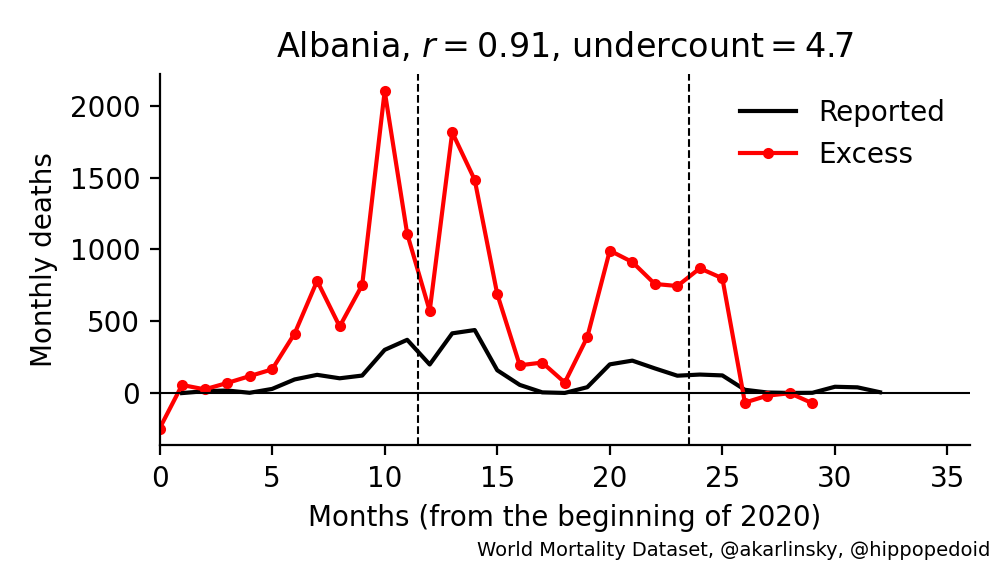 Albania, r = 0.91, undercount = 4.7
Reported
Excess
Monthly deaths
2000
1500
1000
500
0
0 5 10 15 20 25 30 35
Months (from the beginning of 2020)
World Mortality Dataset, @akarlinsky, @hippopedoid